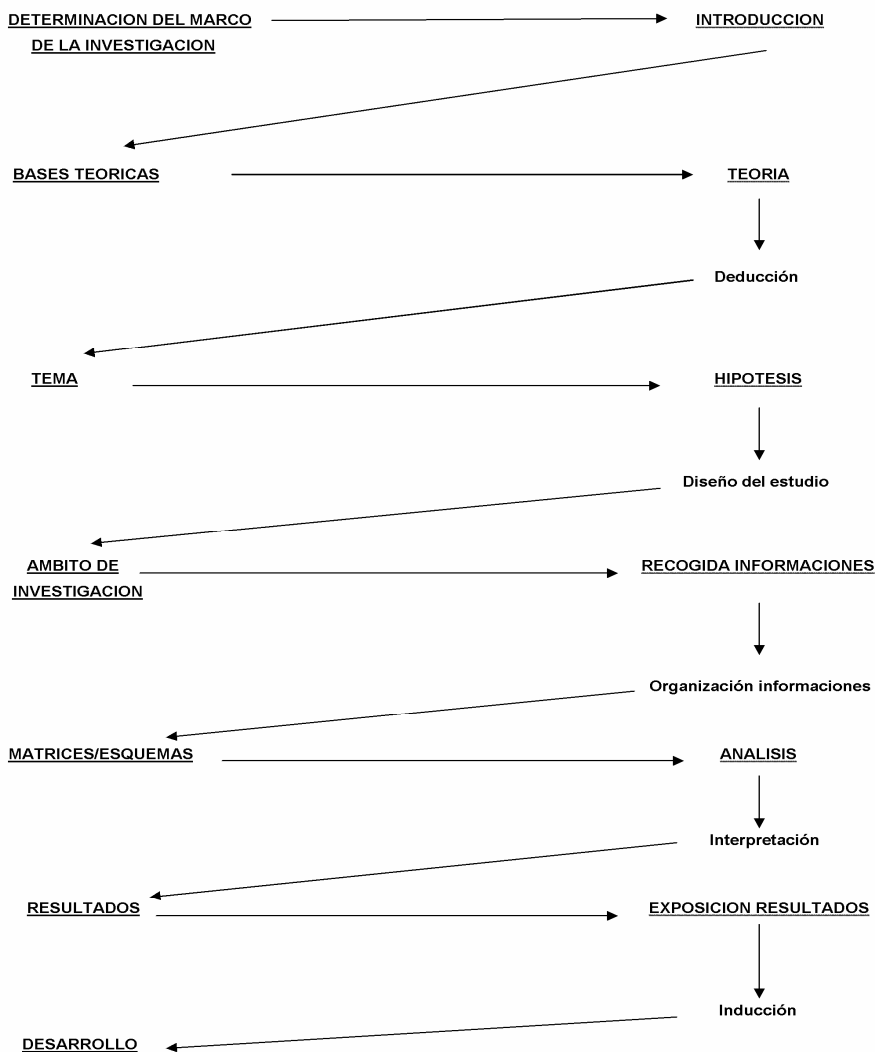 DETERMINACION DEL MARCO
DE LA INVESTIGACION
INTRODUCCION
BASES TEORICAS
TEORIA
Deducción
TEMA
HIPOTESIS
Diseño del estudio
AMBITO DE
INVESTIGACION
RECOGIDA INFORMACIONES
Organización informaciones
MATRICES/ESQUEMAS
ANALISIS
Interpretación
RESULTADOS
EXPOSICION RESULTADOS
Inducción
DESARROLLO